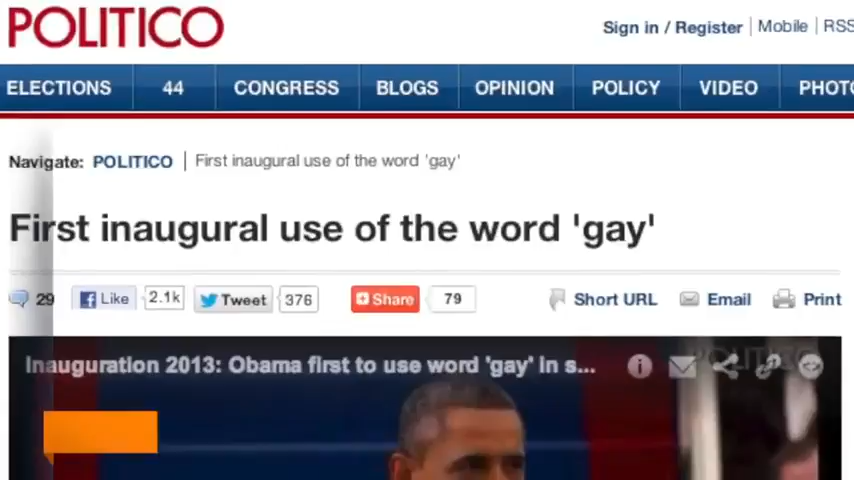 POLITICO
Sign in / Register | Mobile | RSS
ELECTIONS 44 CONGRESS BLOGS OPINION POLICY VIDEO PHOTO
Navigate: POLITICO | First inaugural use of the word 'gay'
First inaugural use of the word 'gay'
29 Like 2.1k Tweet 376 Share 79 Short URL Email Print
Inauguration 2013: Obama first to use word 'gay' in s...
POLITICO